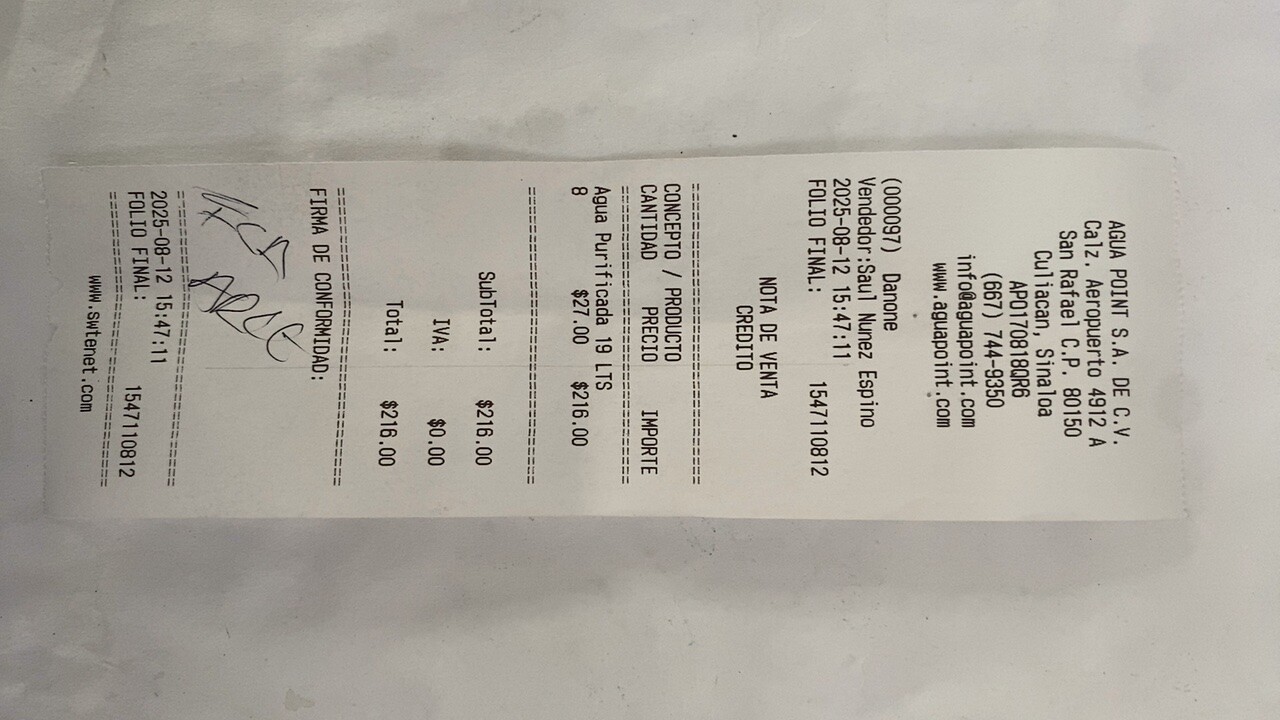 AGUA POINT S.A. DE C.V.
Calz. Aeropuerto 4912 A
San Rafael C.P. 80150
Culiacan, Sinaloa
APO170818QR6
(667) 744-9350
info@aguapoint.com
www.aguapoint.com
(000097) Danone
Vendedor:Saul Nunez Espino
2025-08-12 15:47:11
FOLIO FINAL: 1547110812
NOTA DE VENTA
CREDITO
================================
CONCEPTO / PRODUCTO
CANTIDAD PRECIO IMPORTE
================================
Agua Purificada 19 LTS
8 $27.00 $216.00
================================
SubTotal: $216.00
IVA: $0.00
Total: $216.00
================================
FIRMA DE CONFORMIDAD:
================================
2025-08-12 15:47:11
FOLIO FINAL: 1547110812
================================
www.swtenet.com